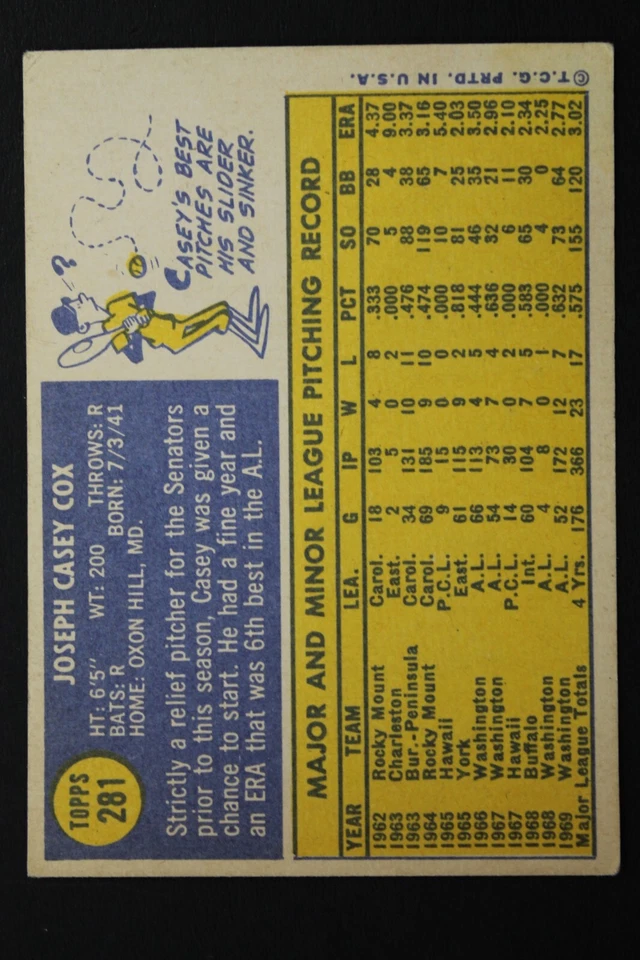 TOPPS
281
JOSEPH CASEY COX
HT: 6'5" WT: 200 THROWS: R
BATS: R BORN: 7/3/41
HOME: OXON HILL, MD.
Strictly a relief pitcher for the Senators
prior to this season, Casey was given a
chance to start. He had a fine year and
an ERA that was 6th best in the A.L.
?
CASEY'S BEST
PITCHES ARE
HIS SLIDER
AND SINKER.
MAJOR AND MINOR LEAGUE PITCHING RECORD
YEAR TEAM LEA. G IP W L PCT SO BB ERA
1962 Rocky Mount Carol. 18 103 4 8 .333 70 28 4.37
1963 Charleston East. 2 5 0 2 .000 5 4 9.00
1963 Bur.-Peninsula Carol. 34 131 10 11 .476 88 38 3.37
1964 Rocky Mount Carol. 69 185 9 10 .474 119 65 3.16
1965 Hawaii P.C.L. 9 15 0 0 .000 10 7 5.40
1965 York East. 61 115 9 2 .818 81 25 2.03
1966 Washington A.L. 66 113 4 5 .444 46 35 3.50
1967 Washington A.L. 54 73 7 4 .636 32 21 2.96
1967 Hawaii P.C.L. 14 30 0 2 .000 6 11 2.10
1968 Buffalo Int. 60 104 7 5 .583 65 30 2.34
1968 Washington A.L. 4 8 0 1 .000 4 0 2.25
1969 Washington A.L. 52 172 12 7 .632 73 64 2.77
Major League Totals 4 Yrs. 176 366 23 17 .575 155 120 3.02
© T.C.G. PRTD. IN U.S.A.